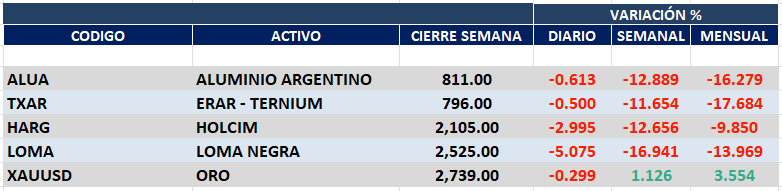 VARIACIÓN %
CODIGO ACTIVO CIERRE SEMANA DIARIO SEMANAL MENSUAL
ALUA ALUMINIO ARGENTINO 811.00 -0.613 -12.889 -16.279
TXAR ERAR - TERNIUM 796.00 -0.500 -11.654 -17.684
HARG HOLCIM 2,105.00 -2.995 -12.656 -9.850
LOMA LOMA NEGRA 2,525.00 -5.075 -16.941 -13.969
XAUUSD ORO 2,739.00 -0.299 1.126 3.554